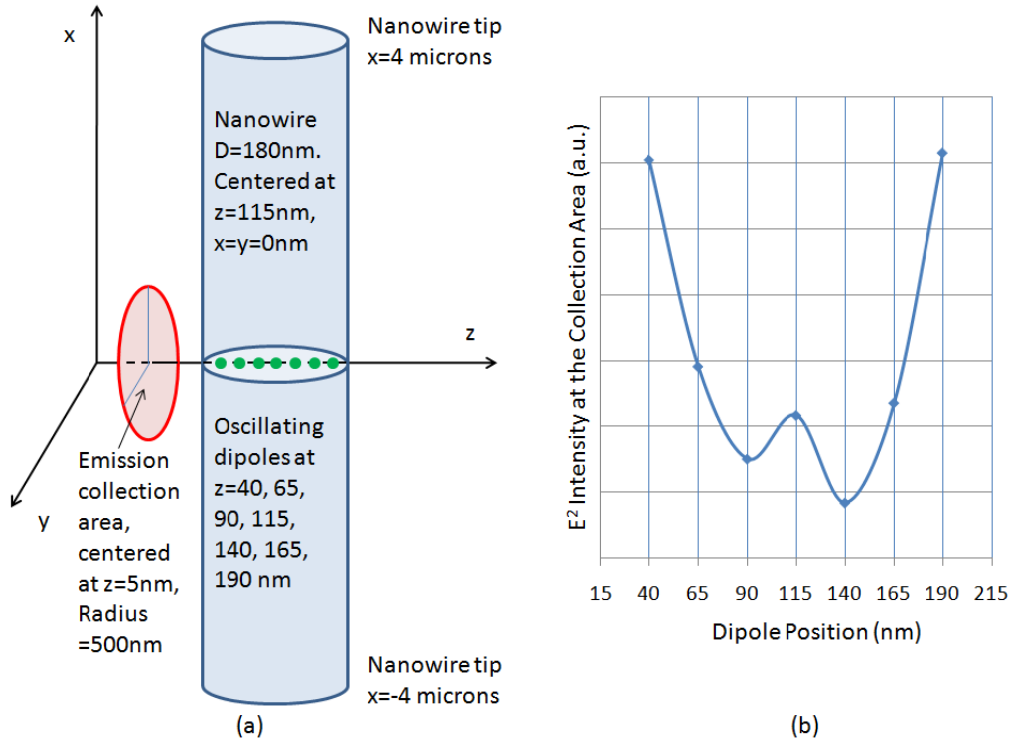 x
Nanowire tip
x=4 microns
Nanowire
D=180nm.
Centered at
z=115nm,
x=y=0nm
z
y
Emission
collection
area,
centered
at z=5nm,
Radius
=500nm
Oscillating
dipoles at
z=40, 65,
90, 115,
140, 165,
190 nm
Nanowire tip
x=-4 microns
(a)
E² Intensity at the Collection Area (a.u.)
15 40 65 90 115 140 165 190 215
Dipole Position (nm)
(b)